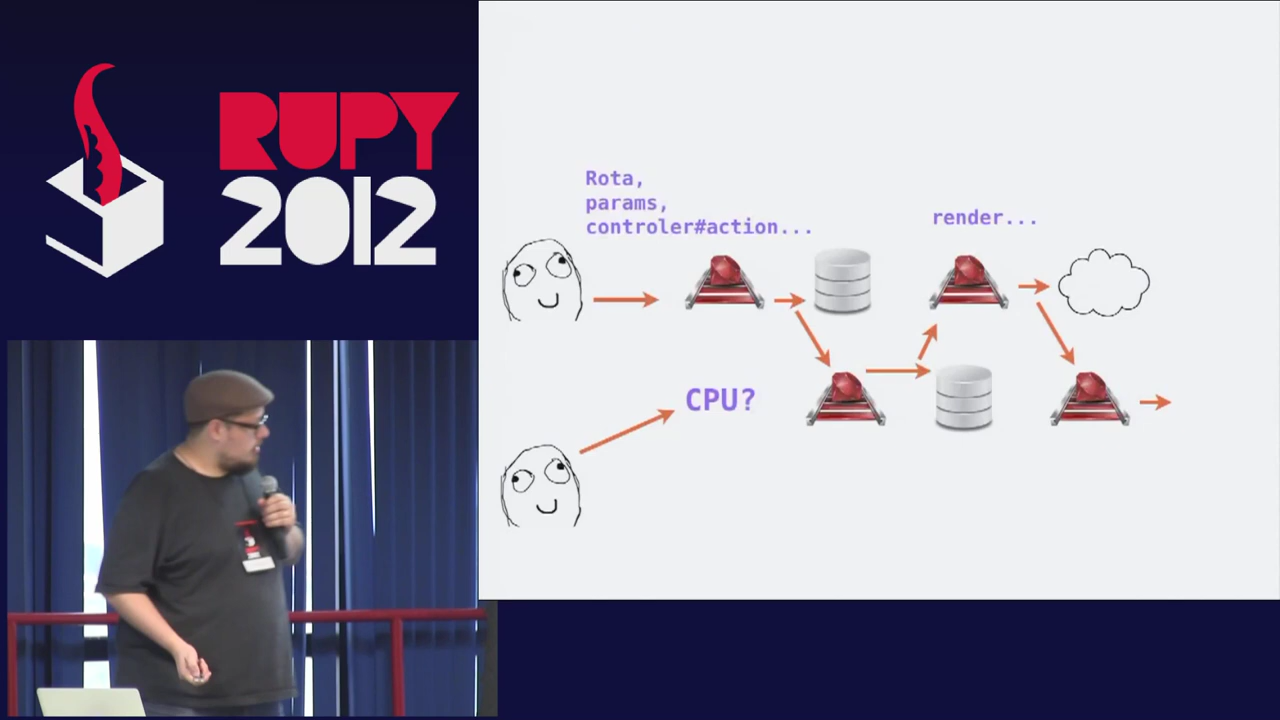 RUPY
2012
Rota,
params,
controler#action...
render...
CPU?